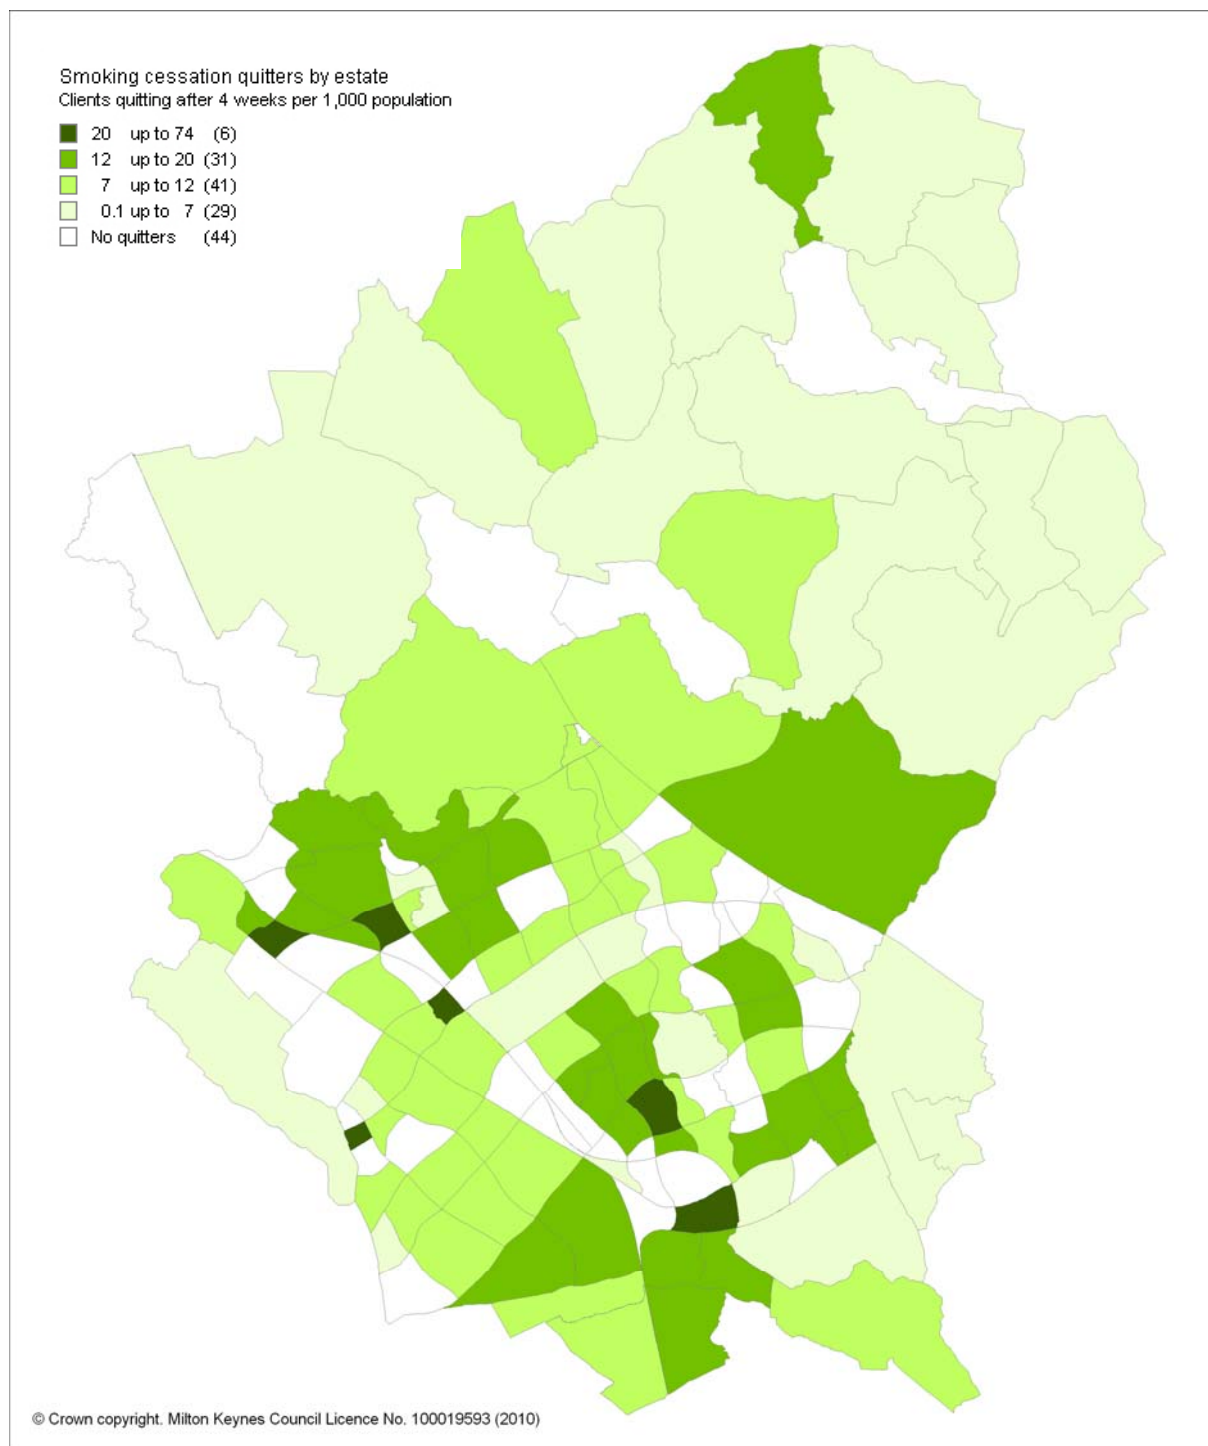 Smoking cessation quitters by estate
Clients quitting after 4 weeks per 1,000 population
20 up to 74 (6)
12 up to 20 (31)
7 up to 12 (41)
0.1 up to 7 (29)
No quitters (44)
© Crown copyright. Milton Keynes Council Licence No. 100019593 (2010)